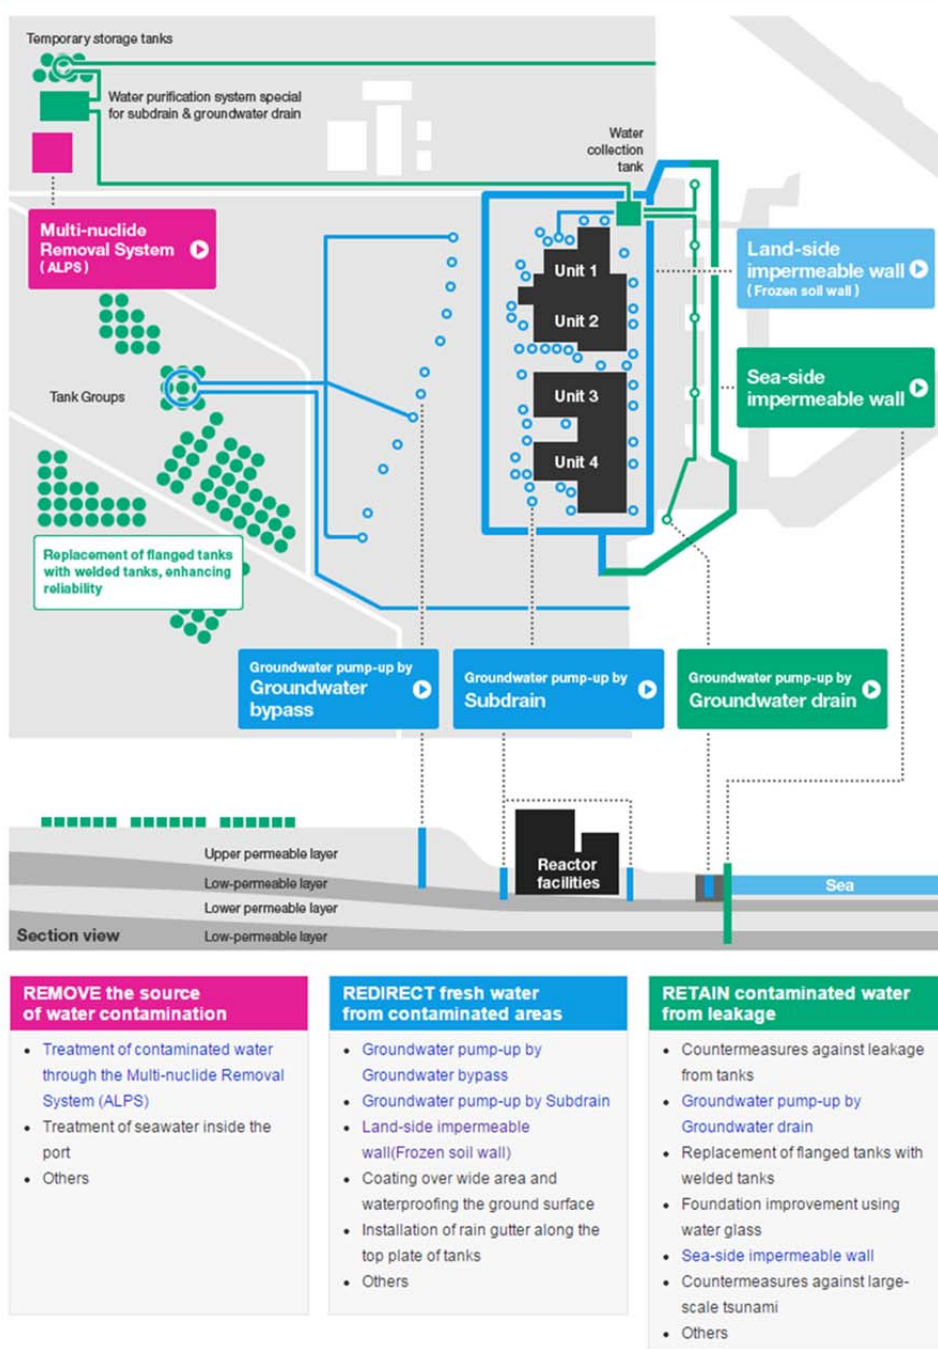 Temporary storage tanks
Water purification system special
for subdrain & groundwater drain
Water
collection
tank
Multi-nuclide
Removal System
( ALPS )
Unit 1
Unit 2
Unit 3
Unit 4
Land-side
impermeable wall
( Frozen soil wall )
Sea-side
impermeable wall
Tank Groups
Replacement of flanged tanks
with welded tanks, enhancing
reliability
Groundwater pump-up by
Groundwater
bypass
Groundwater pump-up by
Subdrain
Groundwater pump-up by
Groundwater drain
Upper permeable layer
Low-permeable layer
Lower permeable layer
Low-permeable layer
Section view
Reactor
facilities
Sea
REMOVE the source
of water contamination
• Treatment of contaminated water
through the Multi-nuclide Removal
System (ALPS)
• Treatment of seawater inside the
port
• Others
REDIRECT fresh water
from contaminated areas
• Groundwater pump-up by
Groundwater bypass
• Groundwater pump-up by Subdrain
• Land-side impermeable
wall(Frozen soil wall)
• Coating over wide area and
waterproofing the ground surface
• Installation of rain gutter along the
top plate of tanks
• Others
RETAIN contaminated water
from leakage
• Countermeasures against leakage
from tanks
• Groundwater pump-up by
Groundwater drain
• Replacement of flanged tanks with
welded tanks
• Foundation improvement using
water glass
• Sea-side impermeable wall
• Countermeasures against large-
scale tsunami
• Others